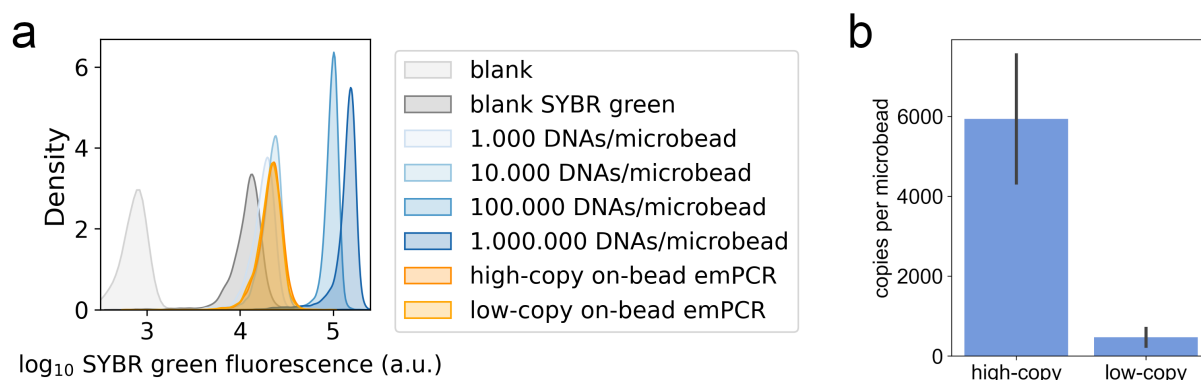 a
Density
6
4
2
0
3
4
5
log₁₀ SYBR green fluorescence (a.u.)
blank
blank SYBR green
1.000 DNAs/microbead
10.000 DNAs/microbead
100.000 DNAs/microbead
1.000.000 DNAs/microbead
high-copy on-bead emPCR
low-copy on-bead emPCR
b
copies per microbead
6000
4000
2000
0
high-copy
low-copy